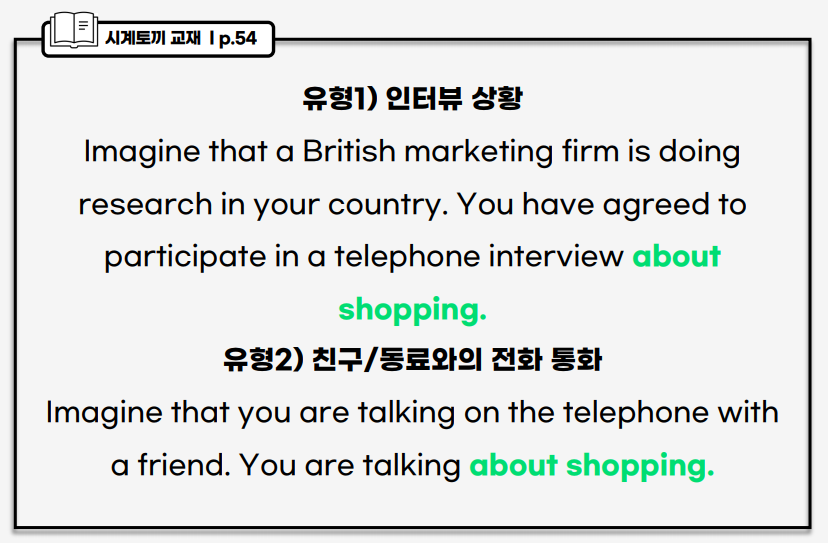 시계토끼 교재 | p.54
유형1) 인터뷰 상황
Imagine that a British marketing firm is doing
research in your country. You have agreed to
participate in a telephone interview about
shopping.
유형2) 친구/동료와의 전화 통화
Imagine that you are talking on the telephone with
a friend. You are talking about shopping.